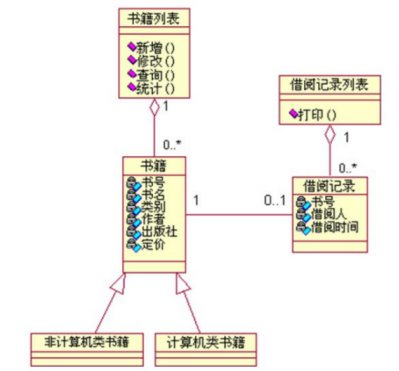 书籍列表
新增()
修改()
查询()
统计()
1
0..*
借阅记录列表
打印()
1
0..*
书籍
书号
书名
类别
作者
出版社
定价
1
0..1
借阅记录
书号
借阅人
借阅时间
非计算机类书籍
计算机类书籍